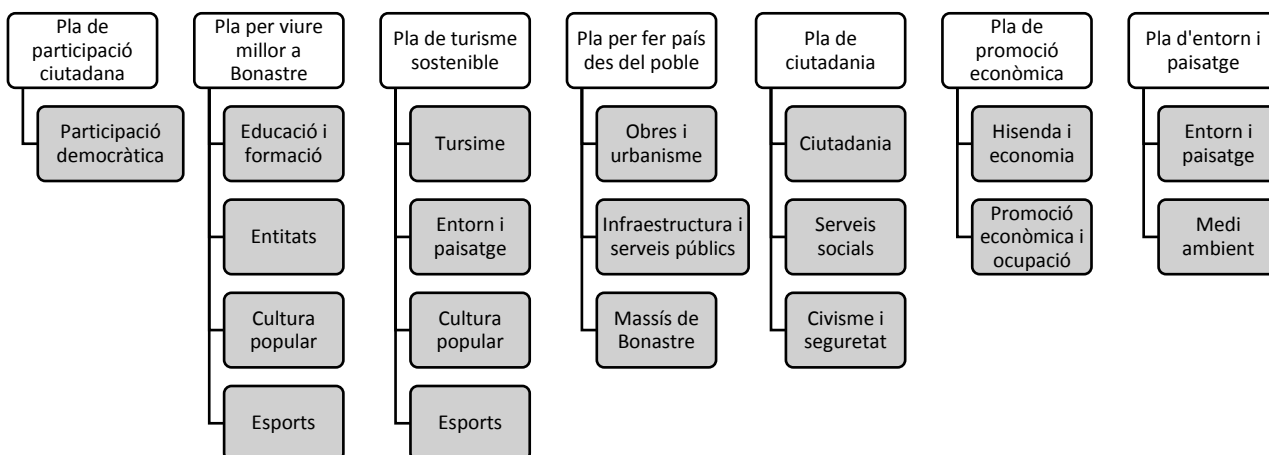 Pla de
participació
ciutadana
Participació
democràtica
Pla per viure
millor a
Bonastre
Educació i
formació
Entitats
Cultura
popular
Esports
Pla de turisme
sostenible
Tursime
Entorn i
paisatge
Cultura
popular
Esports
Pla per fer país
des del poble
Obres i
urbanisme
Infraestructura i
serveis públics
Massís de
Bonastre
Pla de
ciutadania
Ciutadania
Serveis
socials
Civisme i
seguretat
Pla de
promoció
econòmica
Hisenda i
economia
Promoció
econòmica i
ocupació
Pla d'entorn i
paisatge
Entorn i
paisatge
Medi
ambient